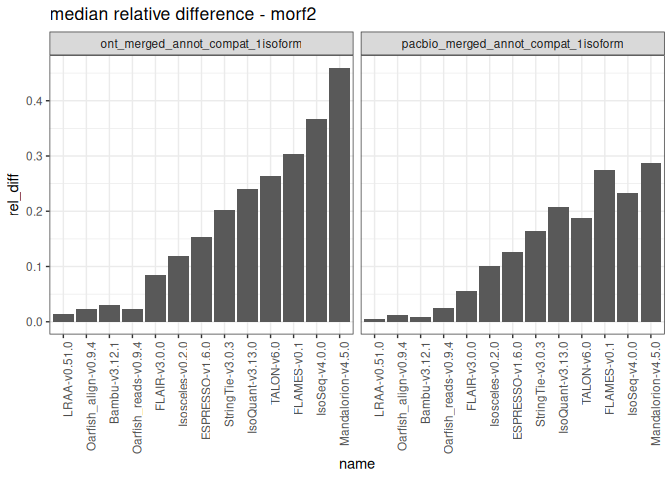 median relative difference - morf2
ont_merged_annot_compat_1isoform
pacbio_merged_annot_compat_1isoform
rel_diff
0.4
0.3
0.2
0.1
0.0
LRAA-v0.51.0
Oarfish_align-v0.9.4
Bambu-v3.12.1
Oarfish_reads-v0.9.4
FLAIR-v3.0.0
Isosceles-v0.2.0
ESPRESSO-v1.6.0
StringTie-v3.0.3
IsoQuant-v3.13.0
TALON-v6.0
FLAMES-v0.1
IsoSeq-v4.0.0
Mandalorion-v4.5.0
LRAA-v0.51.0
Oarfish_align-v0.9.4
Bambu-v3.12.1
Oarfish_reads-v0.9.4
FLAIR-v3.0.0
Isosceles-v0.2.0
ESPRESSO-v1.6.0
StringTie-v3.0.3
IsoQuant-v3.13.0
TALON-v6.0
FLAMES-v0.1
IsoSeq-v4.0.0
Mandalorion-v4.5.0
name